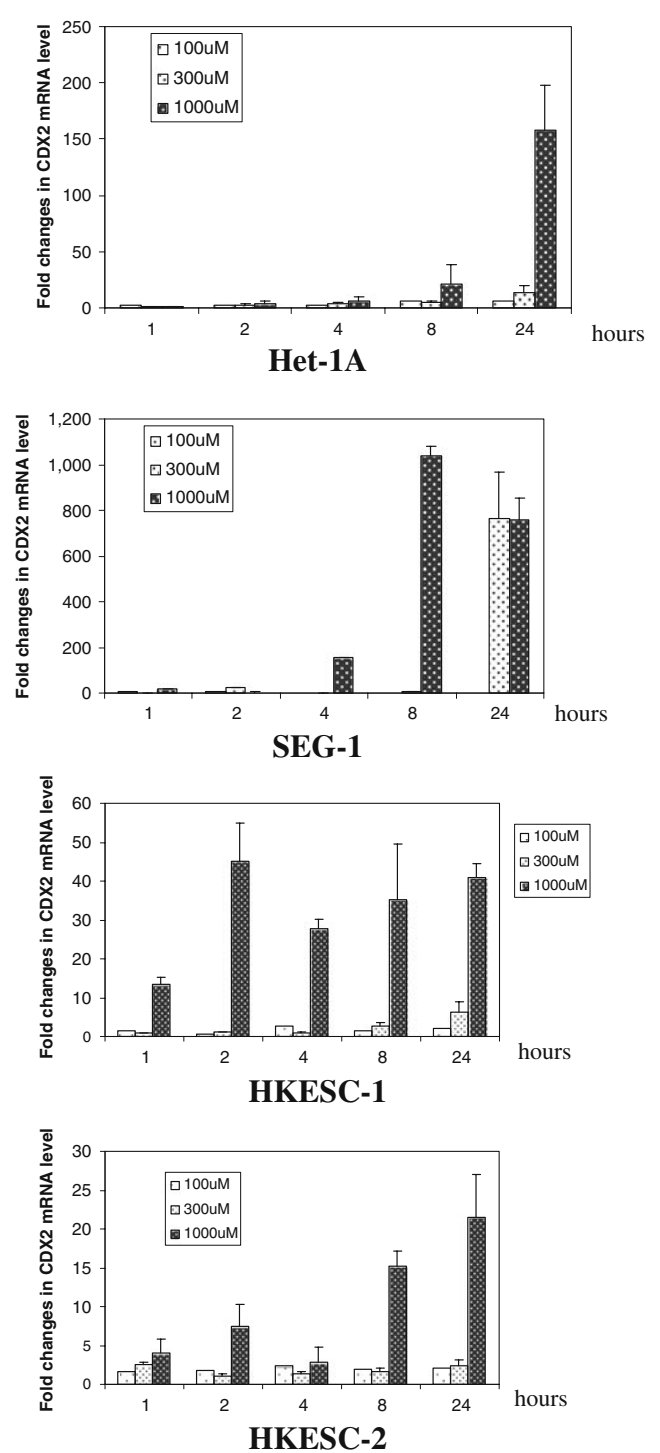 Fold changes in CDX2 mRNA level
250
200
150
100
50
0
100uM
300uM
1000uM
1 2 4 8 24
hours
Het-1A
Fold changes in CDX2 mRNA level
1,200
1,000
800
600
400
200
0
100uM
300uM
1000uM
1 2 4 8 24
hours
SEG-1
Fold changes in CDX2 mRNA level
60
50
40
30
20
10
0
100uM
300uM
1000uM
1 2 4 8 24
hours
HKESC-1
Fold changes in CDX2 mRNA level
30
25
20
15
10
5
0
100uM
300uM
1000uM
1 2 4 8 24
hours
HKESC-2